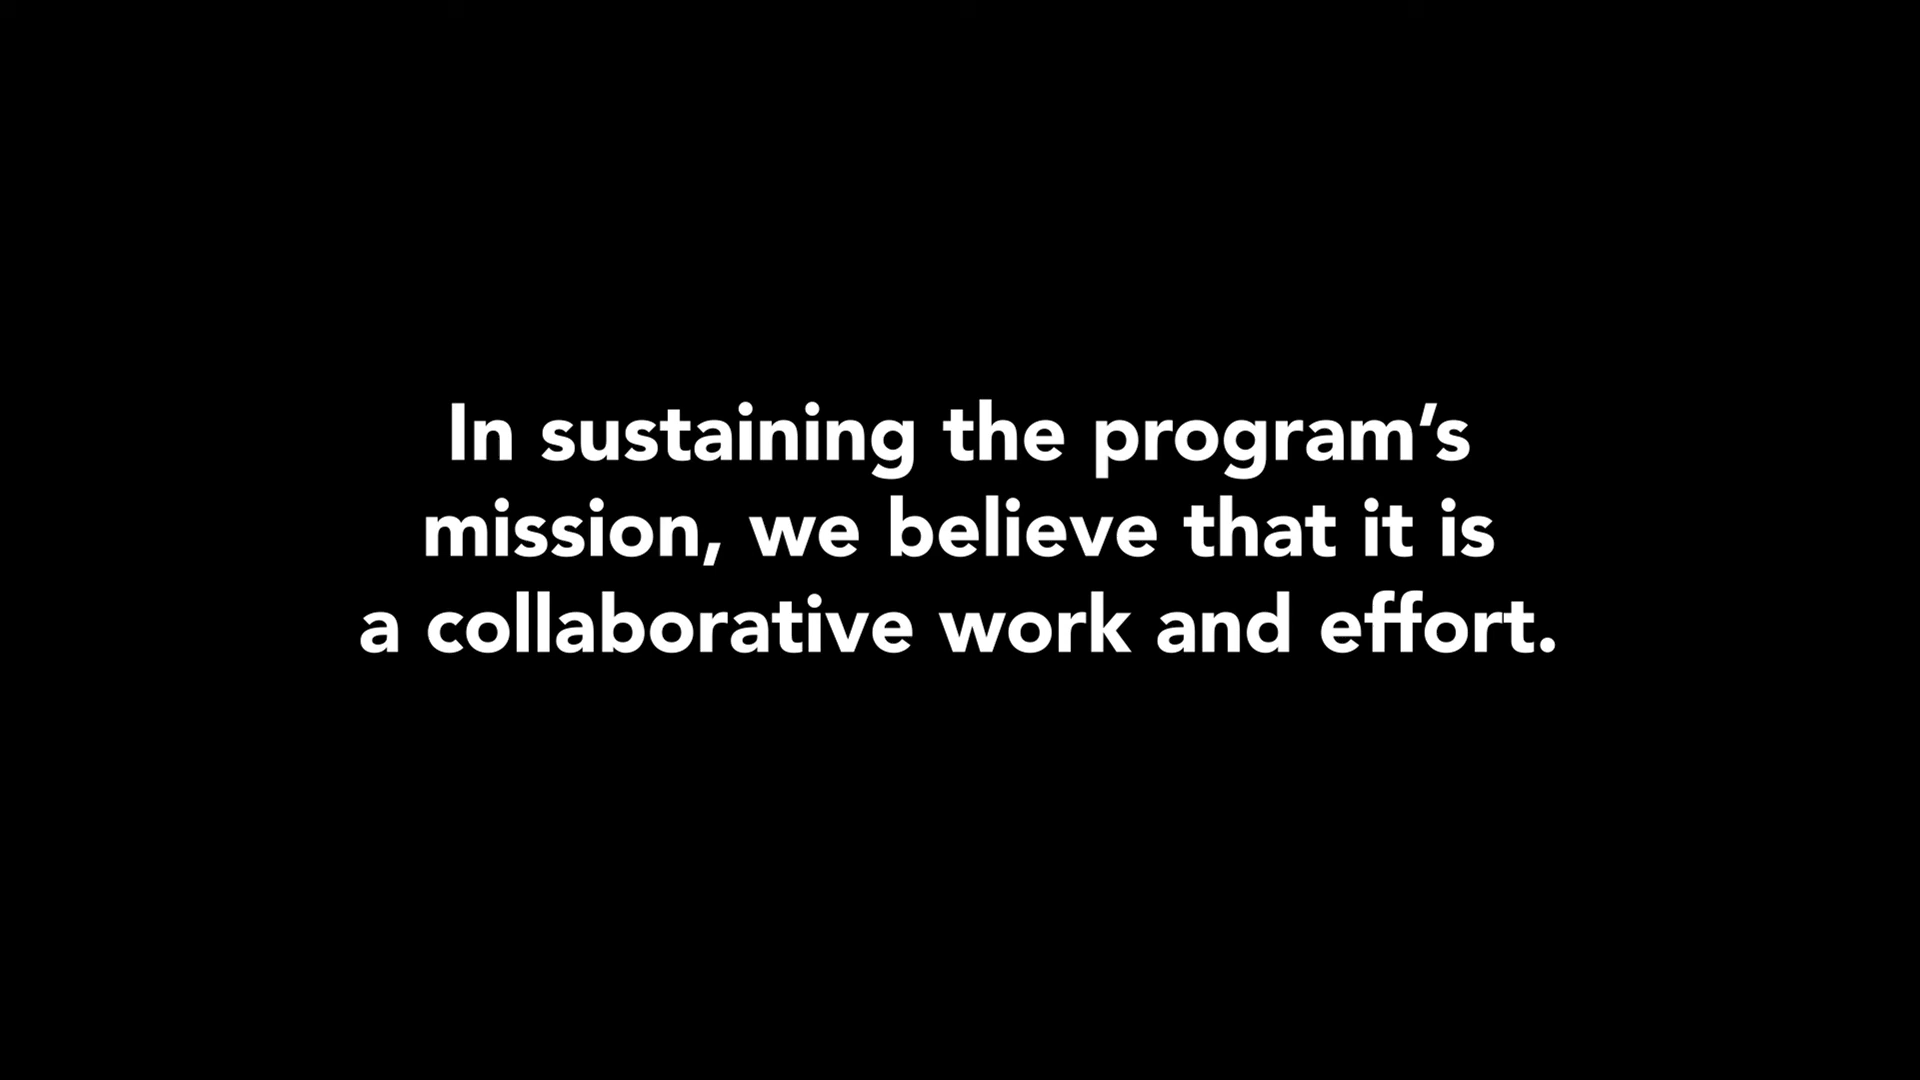 In sustaining the program’s
mission, we believe that it is
a collaborative work and effort.